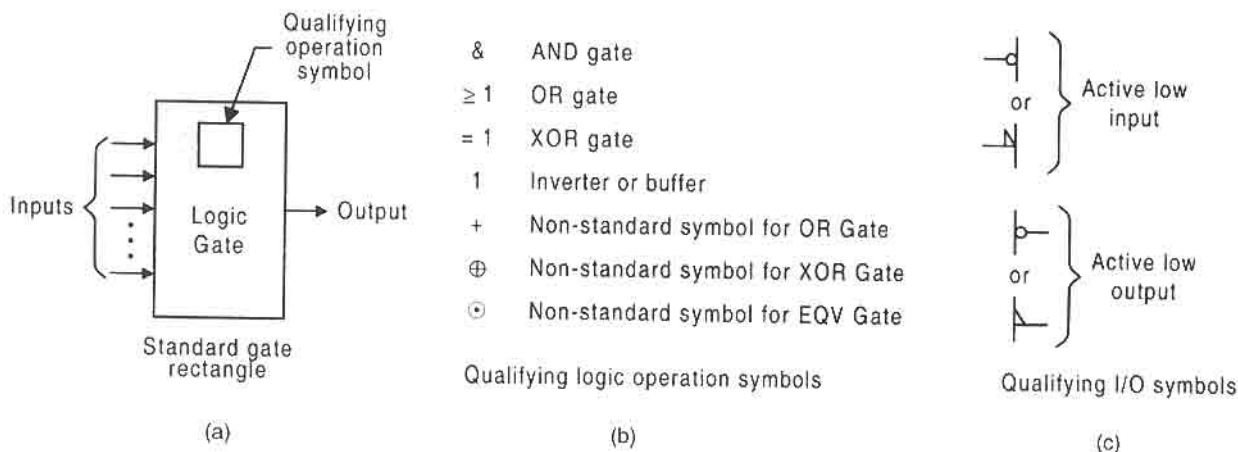 Qualifying
operation
symbol
Inputs
Logic
Gate
Output
Standard gate
rectangle
(a)
& AND gate
≥ 1 OR gate
= 1 XOR gate
1 Inverter or buffer
+ Non-standard symbol for OR Gate
⊕ Non-standard symbol for XOR Gate
⊙ Non-standard symbol for EQV Gate
Qualifying logic operation symbols
(b)
or
Active low
input
or
Active low
output
Qualifying I/O symbols
(c)